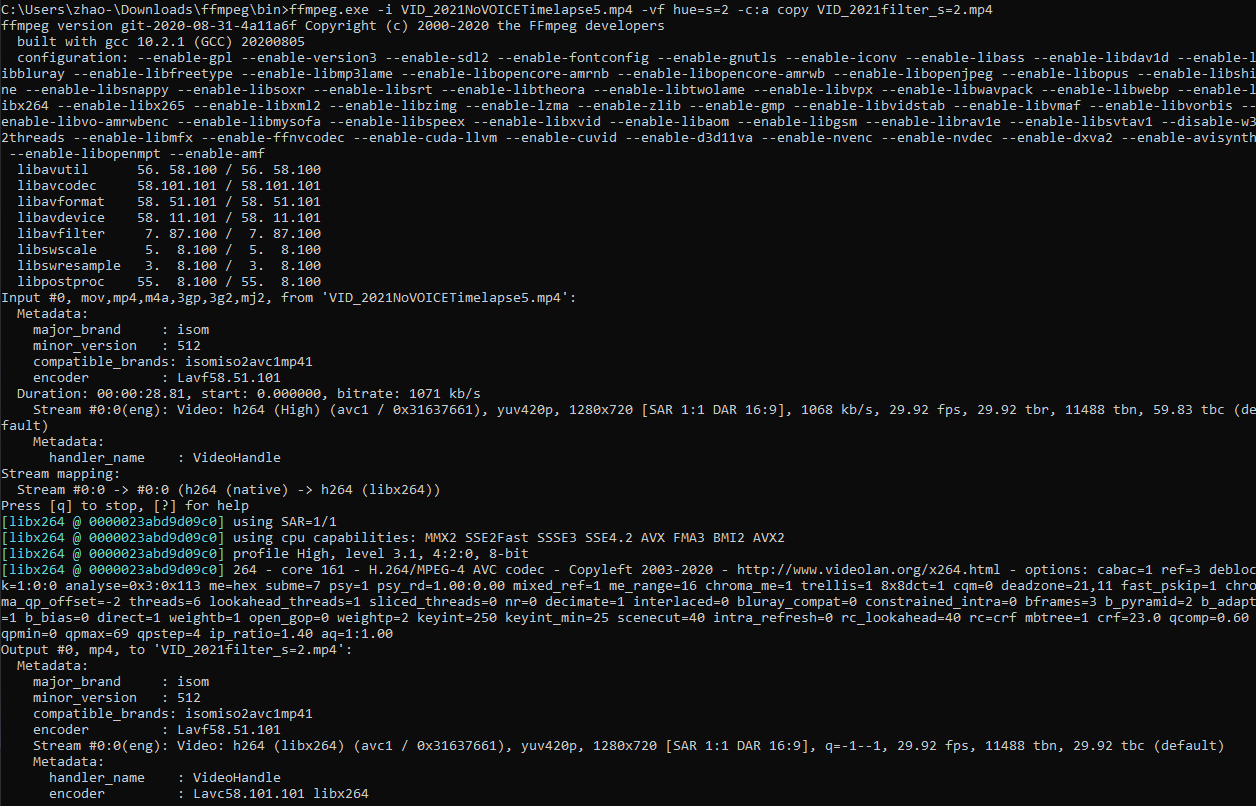 C:\Users\zhao-\Downloads\ffmpeg\bin>ffmpeg.exe -i VID_2021NoVOICETimelapse5.mp4 -vf hue=s=2 -c:a copy VID_2021filter_s=2.mp4
ffmpeg version git-2020-08-31-4a11a6f Copyright (c) 2000-2020 the FFmpeg developers
  built with gcc 10.2.1 (GCC) 20200805
  configuration: --enable-gpl --enable-version3 --enable-sdl2 --enable-fontconfig --enable-gnutls --enable-iconv --enable-libass --enable-libdav1d --enable-l
ibbluray --enable-libfreetype --enable-libmp3lame --enable-libopencore-amrnb --enable-libopencore-amrwb --enable-libopenjpeg --enable-libopus --enable-libshi
ne --enable-libsnappy --enable-libsoxr --enable-libsrt --enable-libtheora --enable-libtwolame --enable-libvpx --enable-libwavpack --enable-libwebp --enable-l
ibx264 --enable-libx265 --enable-libxml2 --enable-libzimg --enable-lzma --enable-zlib --enable-gmp --enable-libvidstab --enable-libvmaf --enable-libvorbis --
enable-libvo-amrwbenc --enable-libmysofa --enable-libspeex --enable-libxvid --enable-libaom --enable-libgsm --enable-librav1e --enable-libsvtav1 --disable-w3
2threads --enable-libmfx --enable-ffnvcodec --enable-cuda-llvm --enable-cuvid --enable-d3d11va --enable-nvenc --enable-nvdec --enable-dxva2 --enable-avisynth
 --enable-libopenmpt --enable-amf
  libavutil      56. 58.100 / 56. 58.100
  libavcodec     58.101.101 / 58.101.101
  libavformat    58. 51.101 / 58. 51.101
  libavdevice    58. 11.101 / 58. 11.101
  libavfilter     7. 87.100 /  7. 87.100
  libswscale      5.  8.100 /  5.  8.100
  libswresample   3.  8.100 /  3.  8.100
  libpostproc    55.  8.100 / 55.  8.100
Input #0, mov,mp4,m4a,3gp,3g2,mj2, from 'VID_2021NoVOICETimelapse5.mp4':
  Metadata:
    major_brand     : isom
    minor_version   : 512
    compatible_brands: isomiso2avc1mp41
    encoder         : Lavf58.51.101
  Duration: 00:00:28.81, start: 0.000000, bitrate: 1071 kb/s
    Stream #0:0(eng): Video: h264 (High) (avc1 / 0x31637661), yuv420p, 1280x720 [SAR 1:1 DAR 16:9], 1068 kb/s, 29.92 fps, 29.92 tbr, 11488 tbn, 59.83 tbc (de
fault)
    Metadata:
      handler_name    : VideoHandle
Stream mapping:
  Stream #0:0 -> #0:0 (h264 (native) -> h264 (libx264))
Press [q] to stop, [?] for help
[libx264 @ 0000023abd9d09c0] using SAR=1/1
[libx264 @ 0000023abd9d09c0] using cpu capabilities: MMX2 SSE2Fast SSSE3 SSE4.2 AVX FMA3 BMI2 AVX2
[libx264 @ 0000023abd9d09c0] profile High, level 3.1, 4:2:0, 8-bit
[libx264 @ 0000023abd9d09c0] 264 - core 161 - H.264/MPEG-4 AVC codec - Copyleft 2003-2020 - http://www.videolan.org/x264.html - options: cabac=1 ref=3 debloc
k=1:0:0 analyse=0x3:0x113 me=hex subme=7 psy=1 psy_rd=1.00:0.00 mixed_ref=1 me_range=16 chroma_me=1 trellis=1 8x8dct=1 cqm=0 deadzone=21,11 fast_pskip=1 chro
ma_qp_offset=-2 threads=6 lookahead_threads=1 sliced_threads=0 nr=0 decimate=1 interlaced=0 bluray_compat=0 constrained_intra=0 bframes=3 b_pyramid=2 b_adapt
=1 b_bias=0 direct=1 weightb=1 open_gop=0 weightp=2 keyint=250 keyint_min=25 scenecut=40 intra_refresh=0 rc_lookahead=40 rc=crf mbtree=1 crf=23.0 qcomp=0.60
qpmin=0 qpmax=69 qpstep=4 ip_ratio=1.40 aq=1:1.00
Output #0, mp4, to 'VID_2021filter_s=2.mp4':
  Metadata:
    major_brand     : isom
    minor_version   : 512
    compatible_brands: isomiso2avc1mp41
    encoder         : Lavf58.51.101
    Stream #0:0(eng): Video: h264 (libx264) (avc1 / 0x31637661), yuv420p, 1280x720 [SAR 1:1 DAR 16:9], q=-1--1, 29.92 fps, 11488 tbn, 29.92 tbc (default)
    Metadata:
      handler_name    : VideoHandle
      encoder         : Lavc58.101.101 libx264